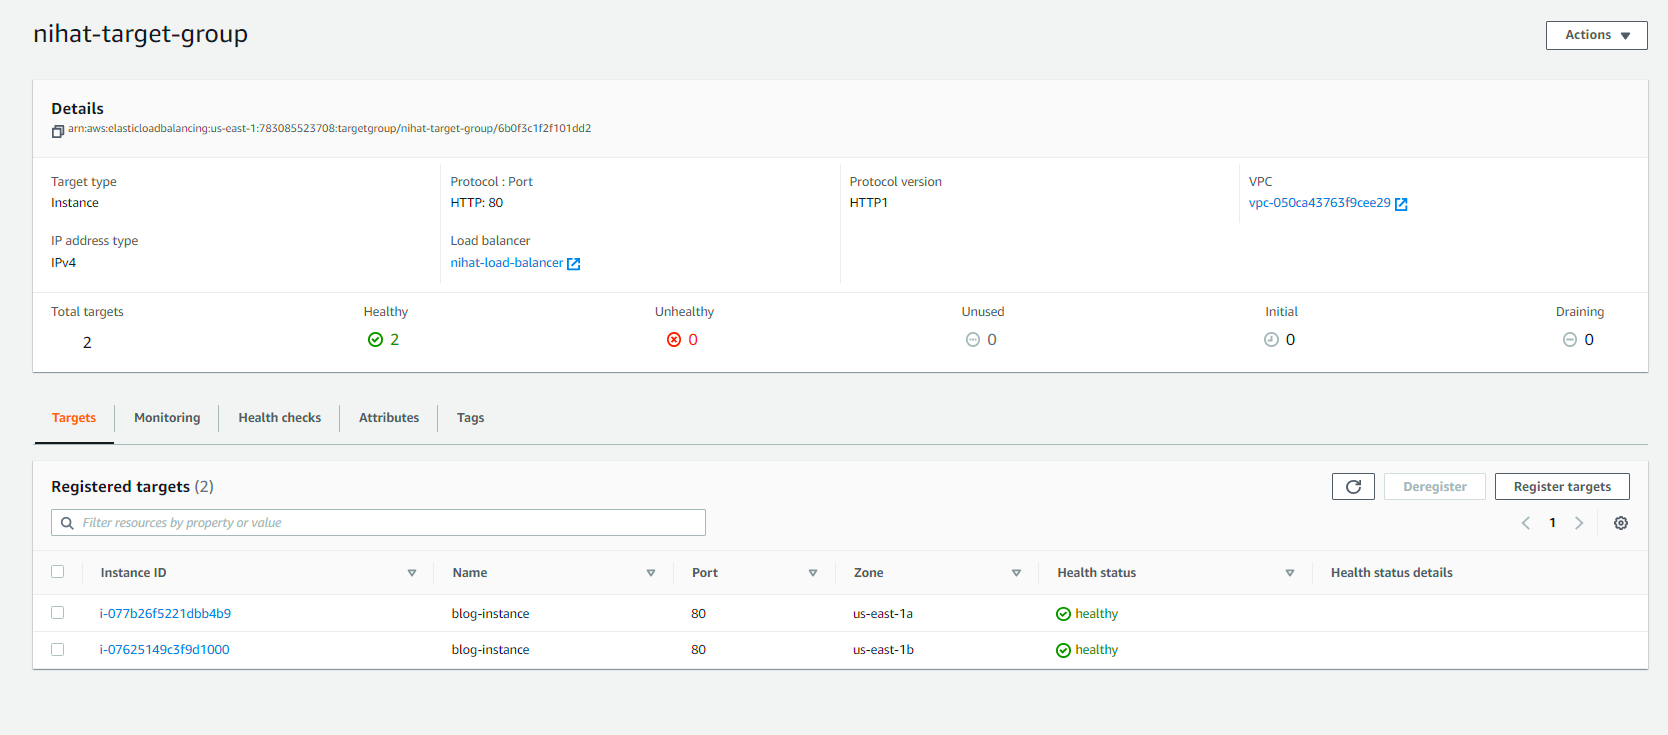 nihat-target-group
Actions
Details
arn:aws:elasticloadbalancing:us-east-1:783085523708:targetgroup/nihat-target-group/6b0f3c1f2f101dd2
Target type Protocol : Port Protocol version VPC
Instance HTTP: 80 HTTP1 vpc-050ca43763f9cee29
IP address type Load balancer
IPv4 nihat-load-balancer
Total targets Healthy Unhealthy Unused Initial Draining
2 2 0 0 0 0
Targets Monitoring Health checks Attributes Tags
Registered targets (2) Deregister Register targets
Filter resources by property or value 1
Instance ID Name Port Zone Health status Health status details
i-077b26f5221dbb4b9 blog-instance 80 us-east-1a healthy
i-07625149c3f9d1000 blog-instance 80 us-east-1b healthy